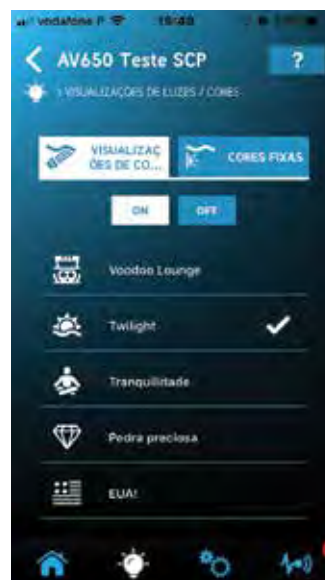 vodafone P 19:40
AV650 Teste SCP ?
> VISUALIZAÇÕES DE LUZES / CORES
VISUALIZAÇ
ÕES DE CO...
CORES FIXAS
ON OFF
Voodoo Lounge
Twilight
Tranquilidade
Pedra preciosa
EUA!